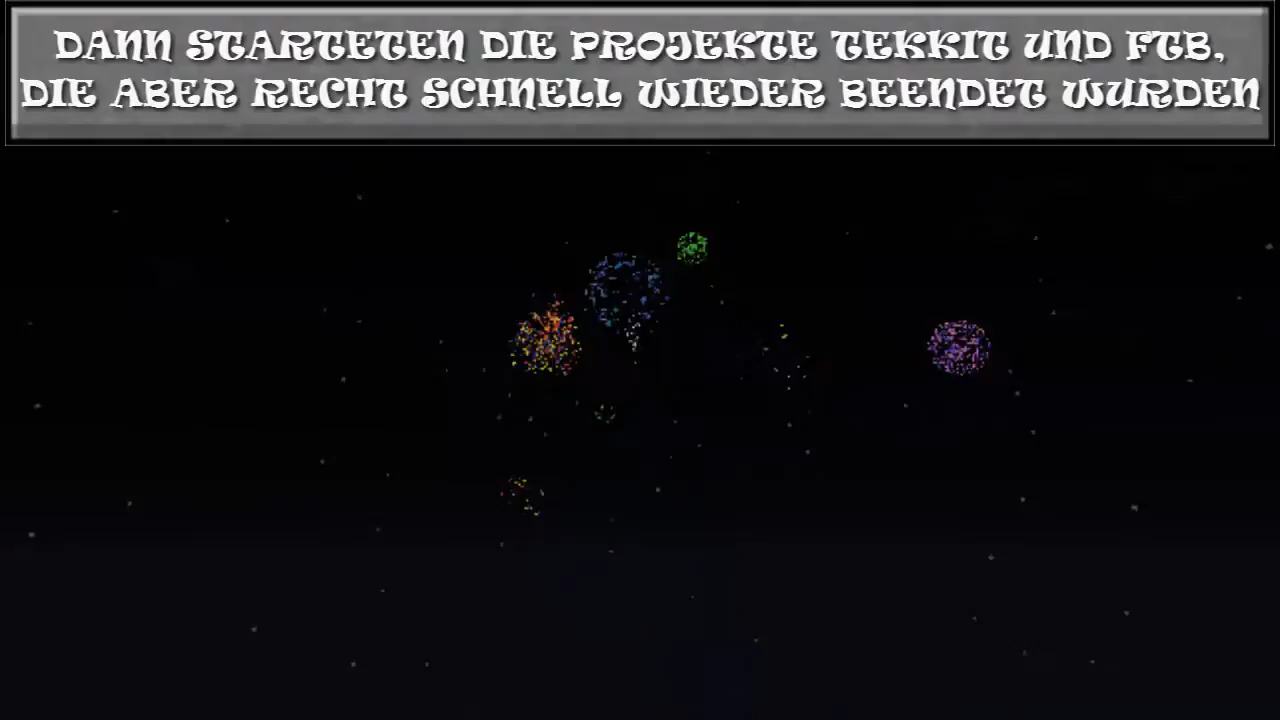 DANN STARTETEN DIE PROJEKTE TEKKIT UND FTB,
DIE ABER RECHT SCHNELL WIEDER BEENDET WURDEN